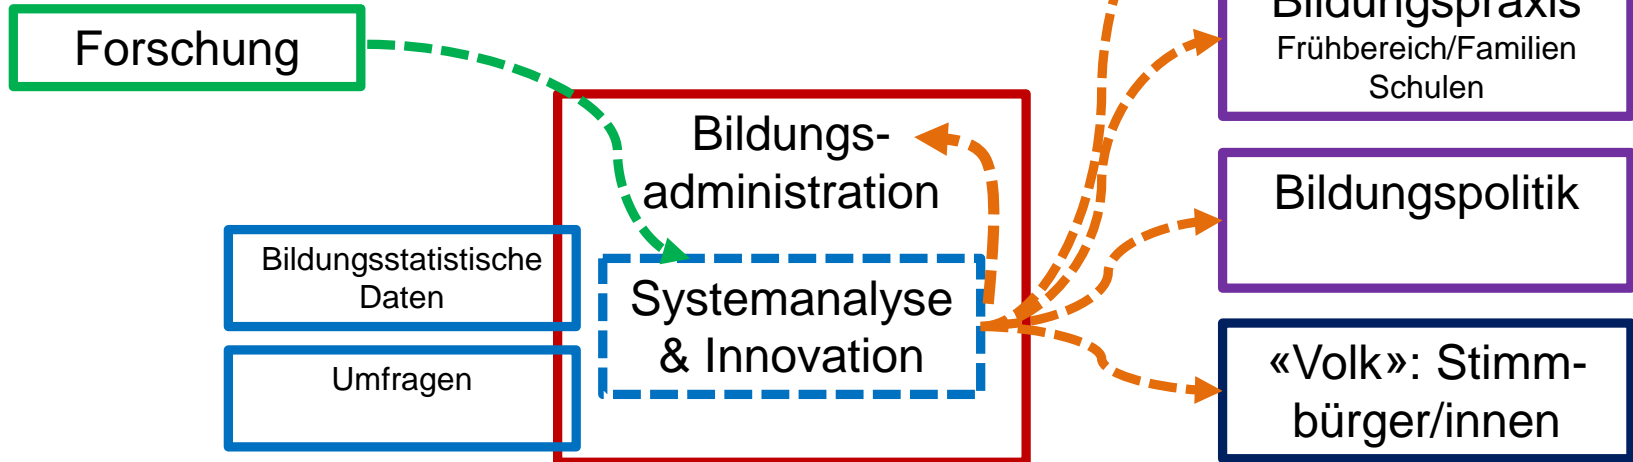 Forschung
Bildungs-
administration
Bildungsstatistische
Daten
Umfragen
Systemanalyse
& Innovation
Bildungspraxis
Frühbereich/Familien
Schulen
Bildungspolitik
«Volk»: Stimm-
bürger/innen